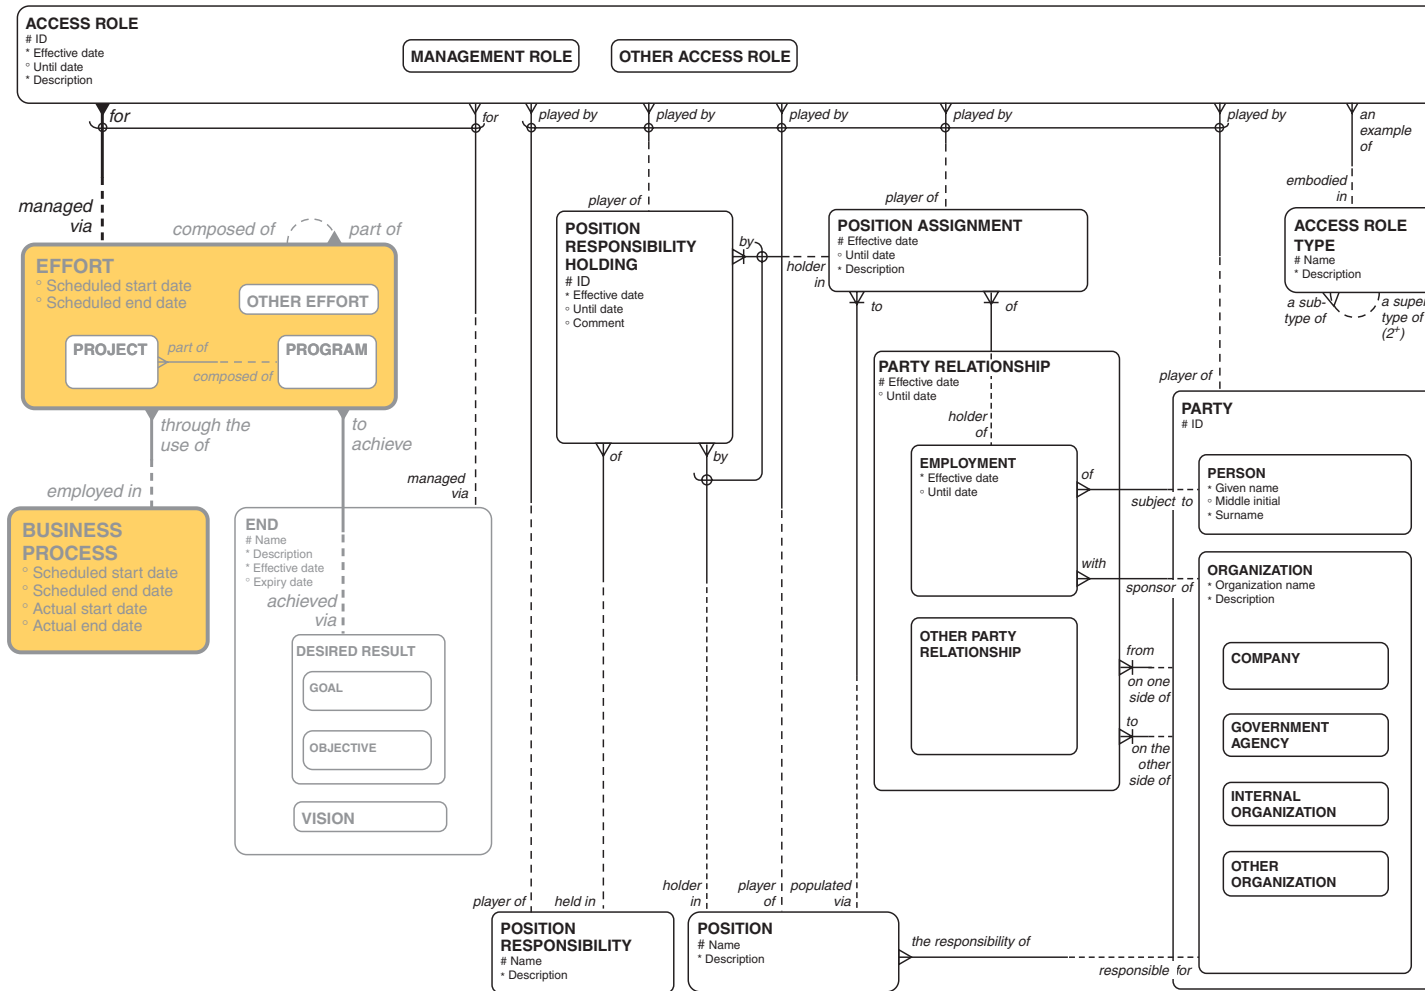 ACCESS ROLE
# ID
* Effective date
° Until date
* Description
MANAGEMENT ROLE
OTHER ACCESS ROLE
for
for
played by
played by
played by
played by
played by
an
example
of
managed
via
composed of
part of
player of
player of
embodied
in
EFFORT
° Scheduled start date
° Scheduled end date
OTHER EFFORT
PROJECT
part of
composed of
PROGRAM
POSITION
RESPONSIBILITY
HOLDING
# ID
* Effective date
° Until date
° Comment
by
holder
in
POSITION ASSIGNMENT
# Effective date
° Until date
* Description
ACCESS ROLE
TYPE
# Name
* Description
a sub-
type of
a super
type of
(2+)
to
of
PARTY RELATIONSHIP
# Effective date
° Until date
holder
of
player of
PARTY
# ID
through the
use of
to
achieve
of
by
EMPLOYMENT
* Effective date
° Until date
of
subject to
PERSON
* Given name
° Middle initial
* Surname
employed in
managed
via
BUSINESS
PROCESS
° Scheduled start date
° Scheduled end date
° Actual start date
° Actual end date
END
# Name
* Description
* Effective date
° Expiry date
achieved
via
with
sponsor of
ORGANIZATION
* Organization name
* Description
DESIRED RESULT
GOAL
OBJECTIVE
VISION
OTHER PARTY
RELATIONSHIP
from
on one
side of
to
on the
other
side of
COMPANY
GOVERNMENT
AGENCY
INTERNAL
ORGANIZATION
OTHER
ORGANIZATION
player of
held in
holder
in
player
of
populated
via
POSITION
RESPONSIBILITY
# Name
* Description
POSITION
# Name
* Description
the responsibility of
responsible for